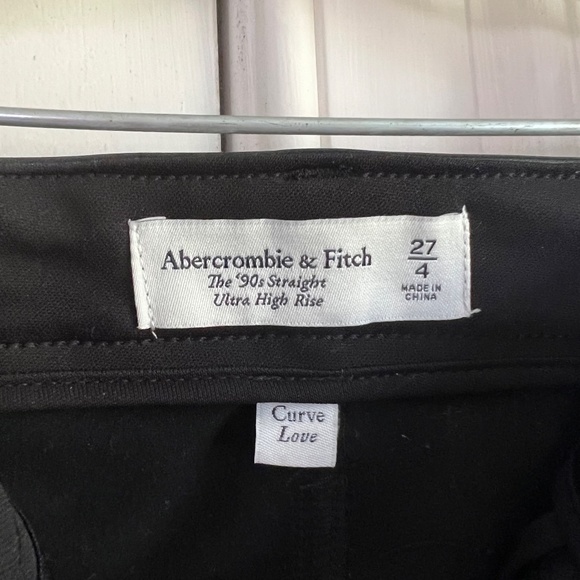 Abercrombie & Fitch
The '90s Straight
Ultra High Rise
27
4
MADE IN
CHINA
Curve
Love